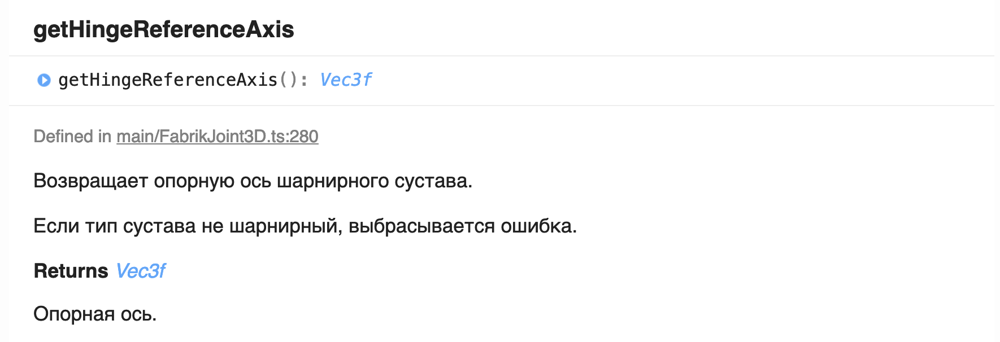 getHingeReferenceAxis
getHingeReferenceAxis(): Vec3f
Defined in main/FabrikJoint3D.ts:280
Возвращает опорную ось шарнирного сустава.
Если тип сустава не шарнирный, выбрасывается ошибка.
Returns Vec3f
Опорная ось.